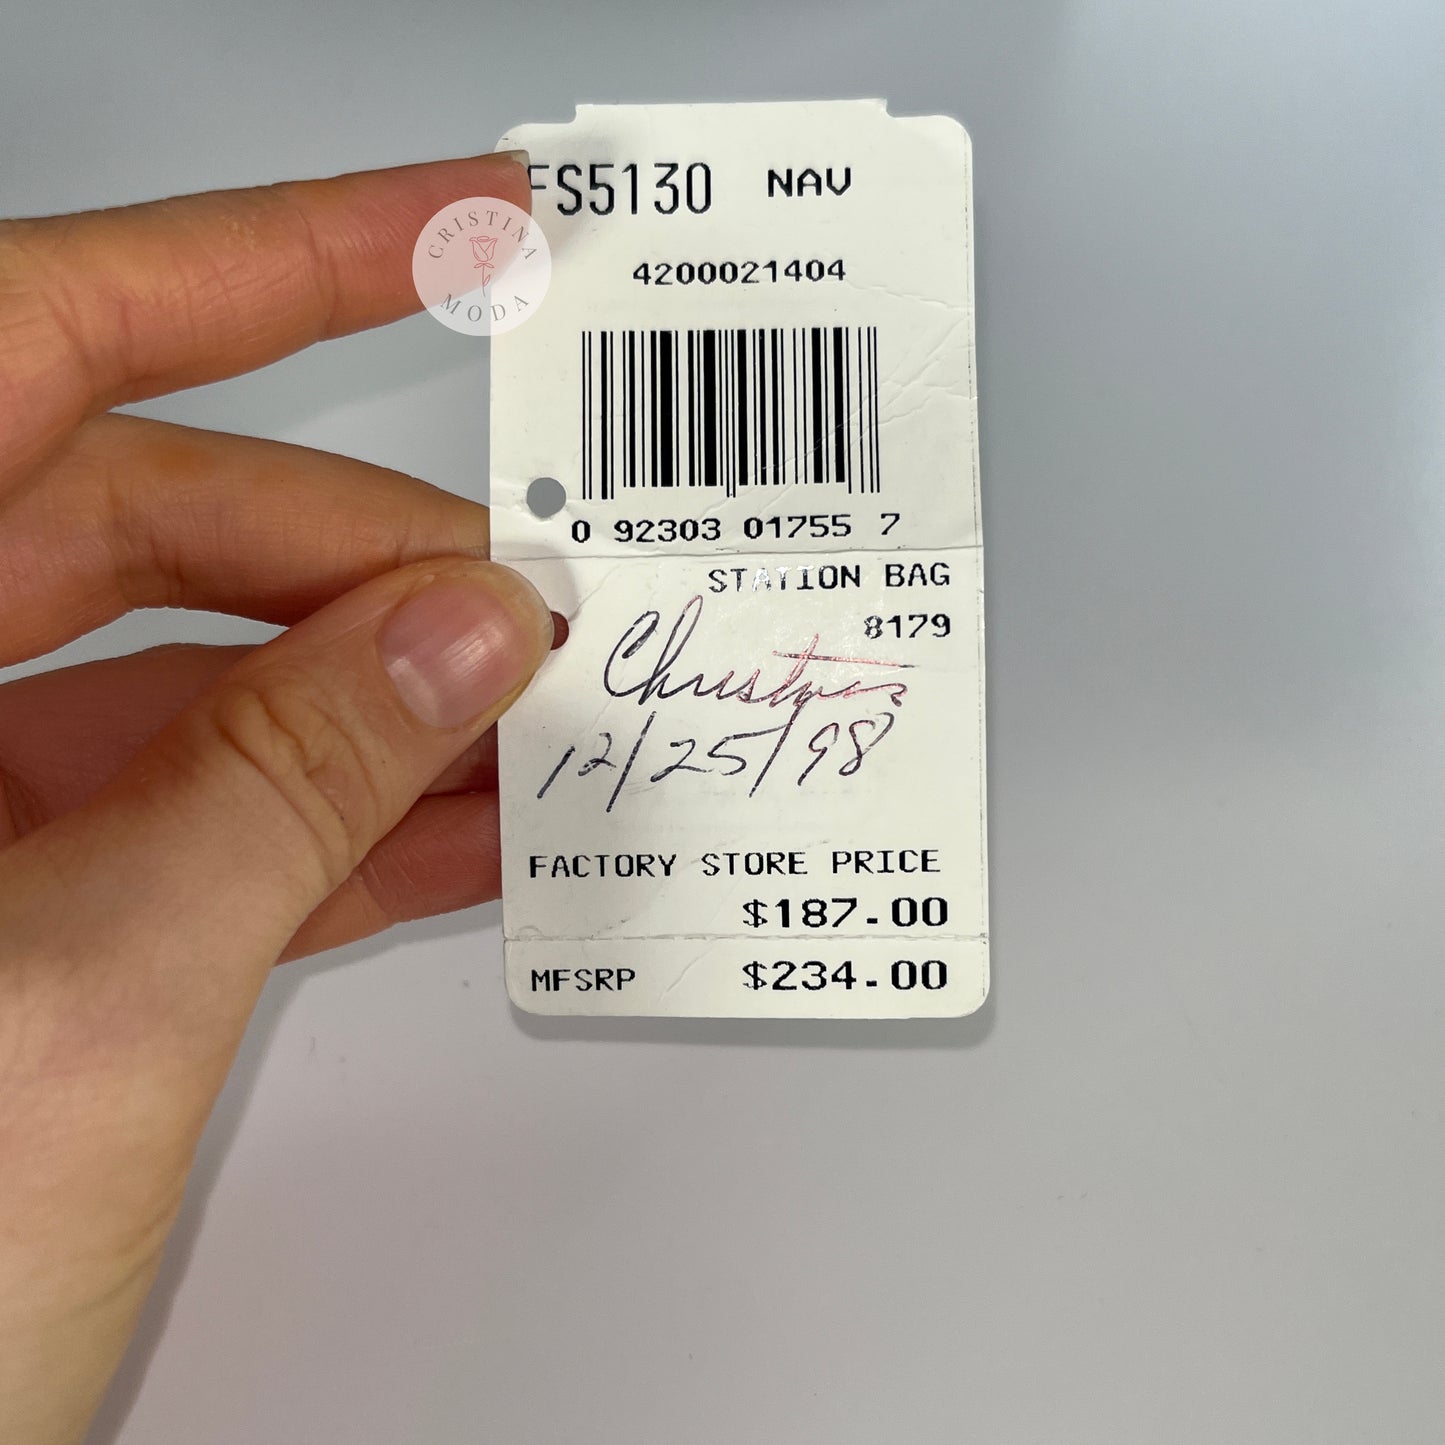 FS5130 NAV
4200021404
0 92303 01755 7
STATION BAG
8179
Christmas
12/25/98
FACTORY STORE PRICE
$187.00
MFSRP $234.00
CRISTINA
MODA